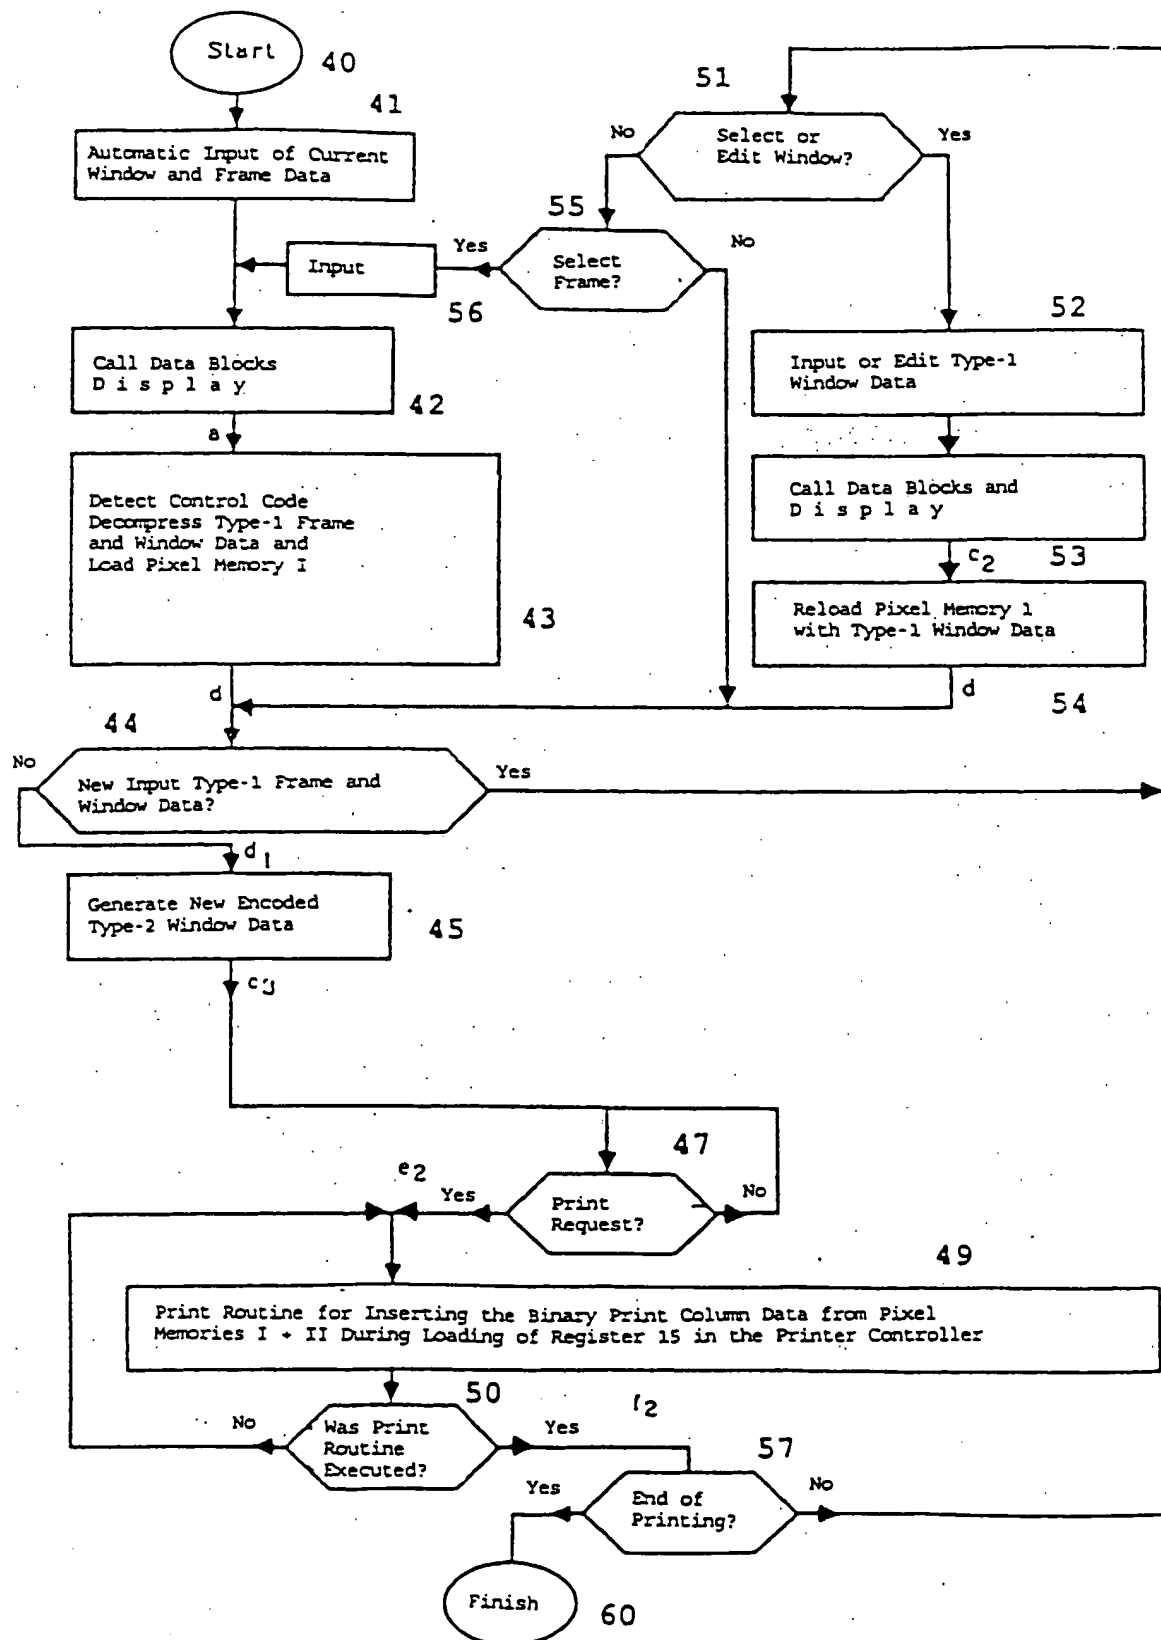 Start
40
41
Automatic Input of Current
Window and Frame Data
Input
56
Yes
55
Select
Frame?
No
51
No
Select or
Edit Window?
Yes
52
Input or Edit Type-1
Window Data
Call Data Blocks
D i s p l a y
42
a
Call Data Blocks and
D i s p l a y
c2
53
Detect Control Code
Decompress Type-1 Frame
and Window Data and
Load Pixel Memory I
43
Reload Pixel Memory 1
with Type-1 Window Data
d
54
d
44
No
New Input Type-1 Frame and
Window Data?
Yes
d1
Generate New Encoded
Type-2 Window Data
45
c3
47
e2
Yes
Print
Request?
No
49
Print Routine for Inserting the Binary Print Column Data from Pixel
Memories I + II During Loading of Register 15 in the Printer Controller
50
f2
No
Was Print
Routine
Executed?
Yes
57
Yes
End of
Printing?
No
Finish
60